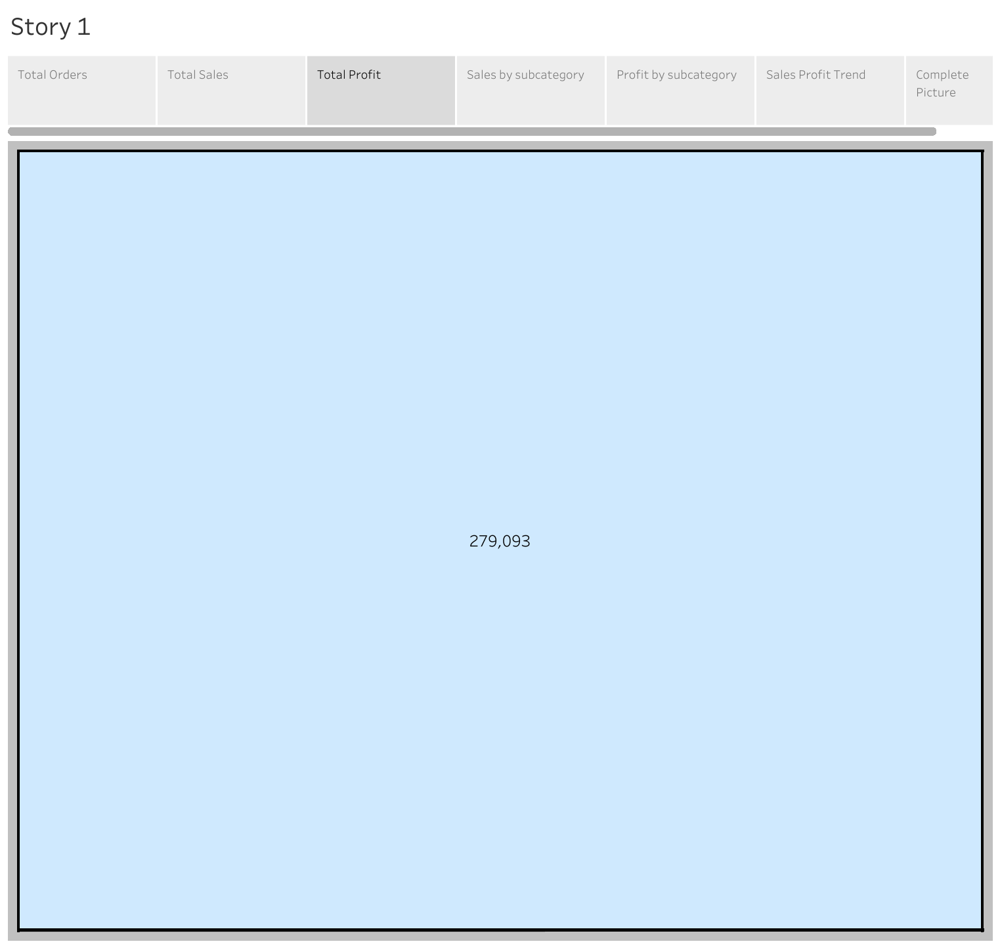 Story 1
Total Orders
Total Sales
Total Profit
Sales by subcategory
Profit by subcategory
Sales Profit Trend
Complete
Picture
279,093